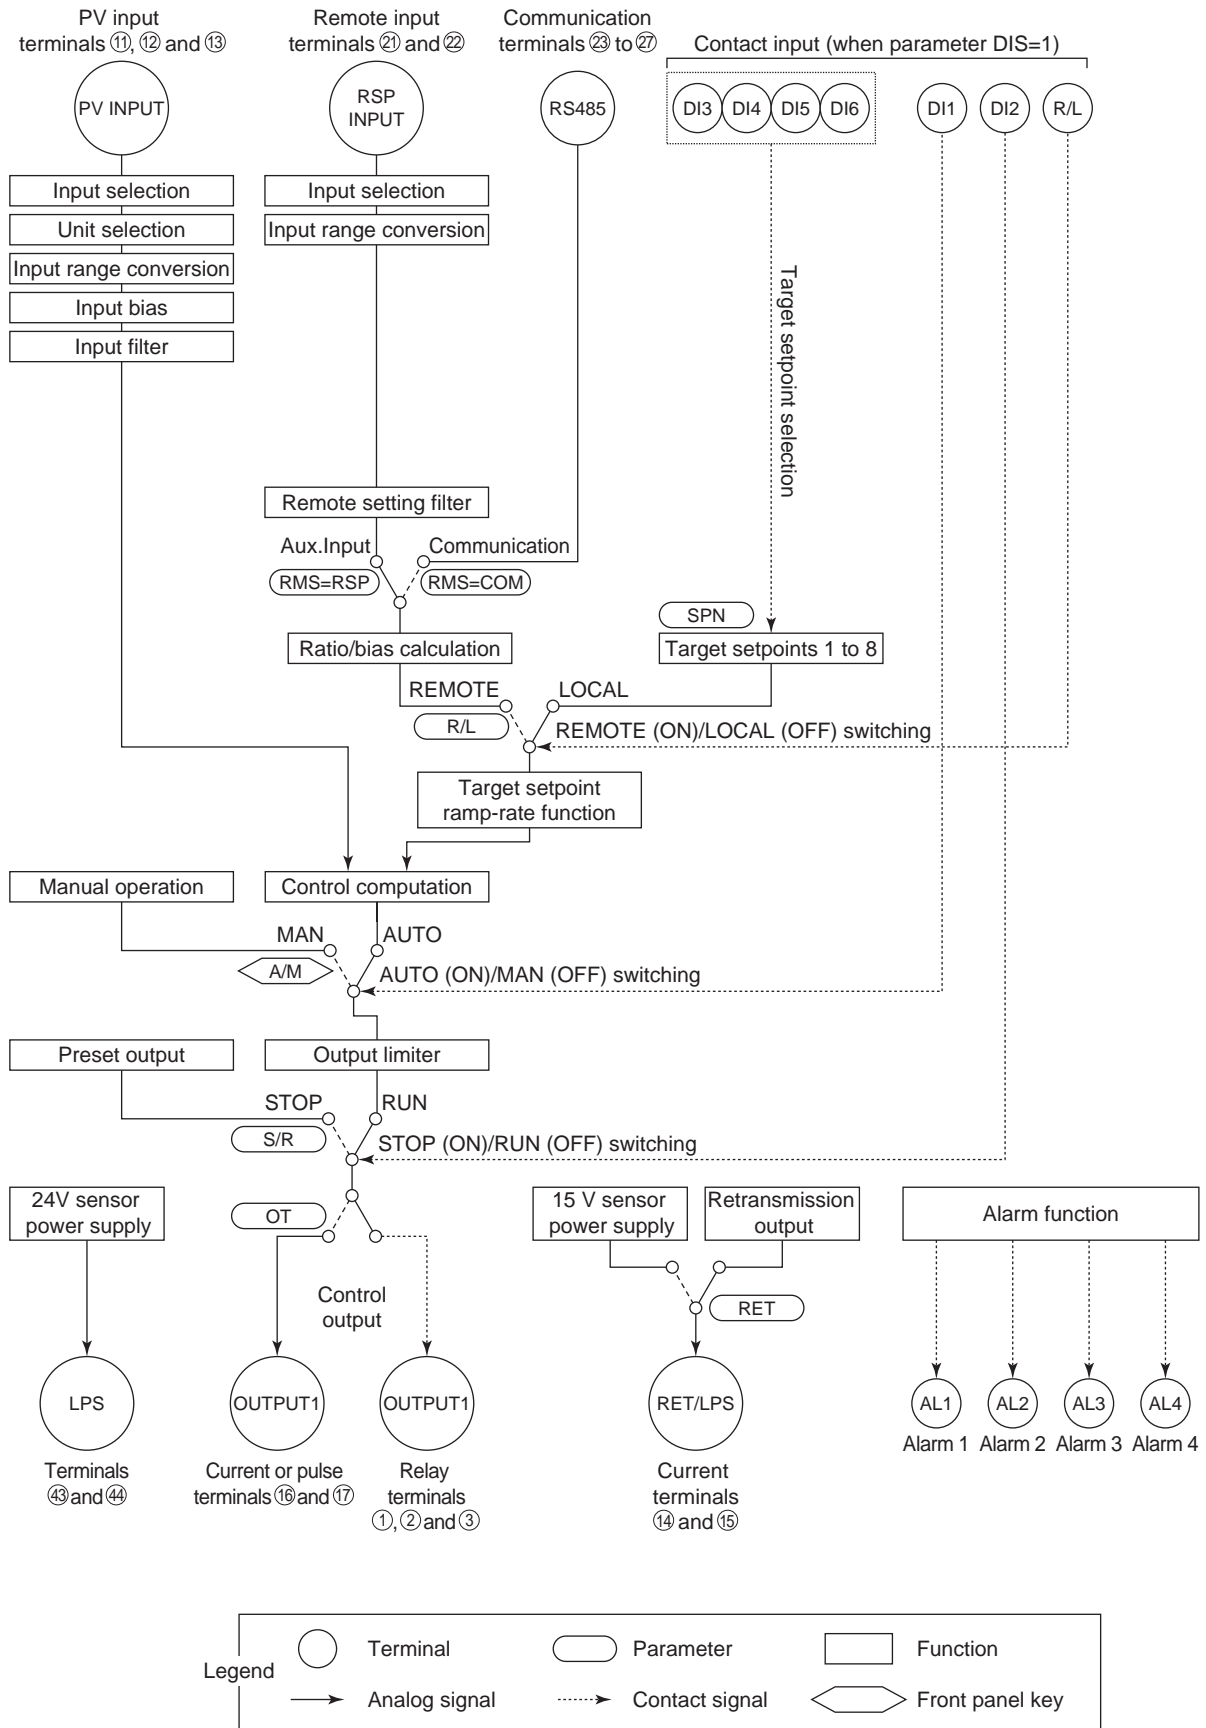 PV input
terminals ⑪, ⑫ and ⑬
Remote input
terminals ㉑ and ㉒
Communication
terminals ㉓ to ㉗
Contact input (when parameter DIS=1)
PV INPUT
RSP
INPUT
RS485
DI3
DI4
DI5
DI6
DI1
DI2
R/L
Input selection
Unit selection
Input range conversion
Input bias
Input filter
Input selection
Input range conversion
Target setpoint selection
Remote setting filter
Aux.Input
Communication
RMS=RSP
RMS=COM
SPN
Ratio/bias calculation
Target setpoints 1 to 8
REMOTE
LOCAL
R/L
REMOTE (ON)/LOCAL (OFF) switching
Target setpoint
ramp-rate function
Manual operation
Control computation
MAN
AUTO
A/M
AUTO (ON)/MAN (OFF) switching
Preset output
Output limiter
STOP
RUN
S/R
STOP (ON)/RUN (OFF) switching
24V sensor
power supply
OT
15 V sensor
power supply
Retransmission
output
Alarm function
Control
output
RET
LPS
OUTPUT1
OUTPUT1
RET/LPS
AL1
AL2
AL3
AL4
Alarm 1
Alarm 2
Alarm 3
Alarm 4
Terminals
㊸ and ㊹
Current or pulse
terminals ⑯ and ⑰
Relay
terminals
①, ② and ③
Current
terminals
⑭ and ⑮
Legend
Terminal
Parameter
Function
Analog signal
Contact signal
Front panel key